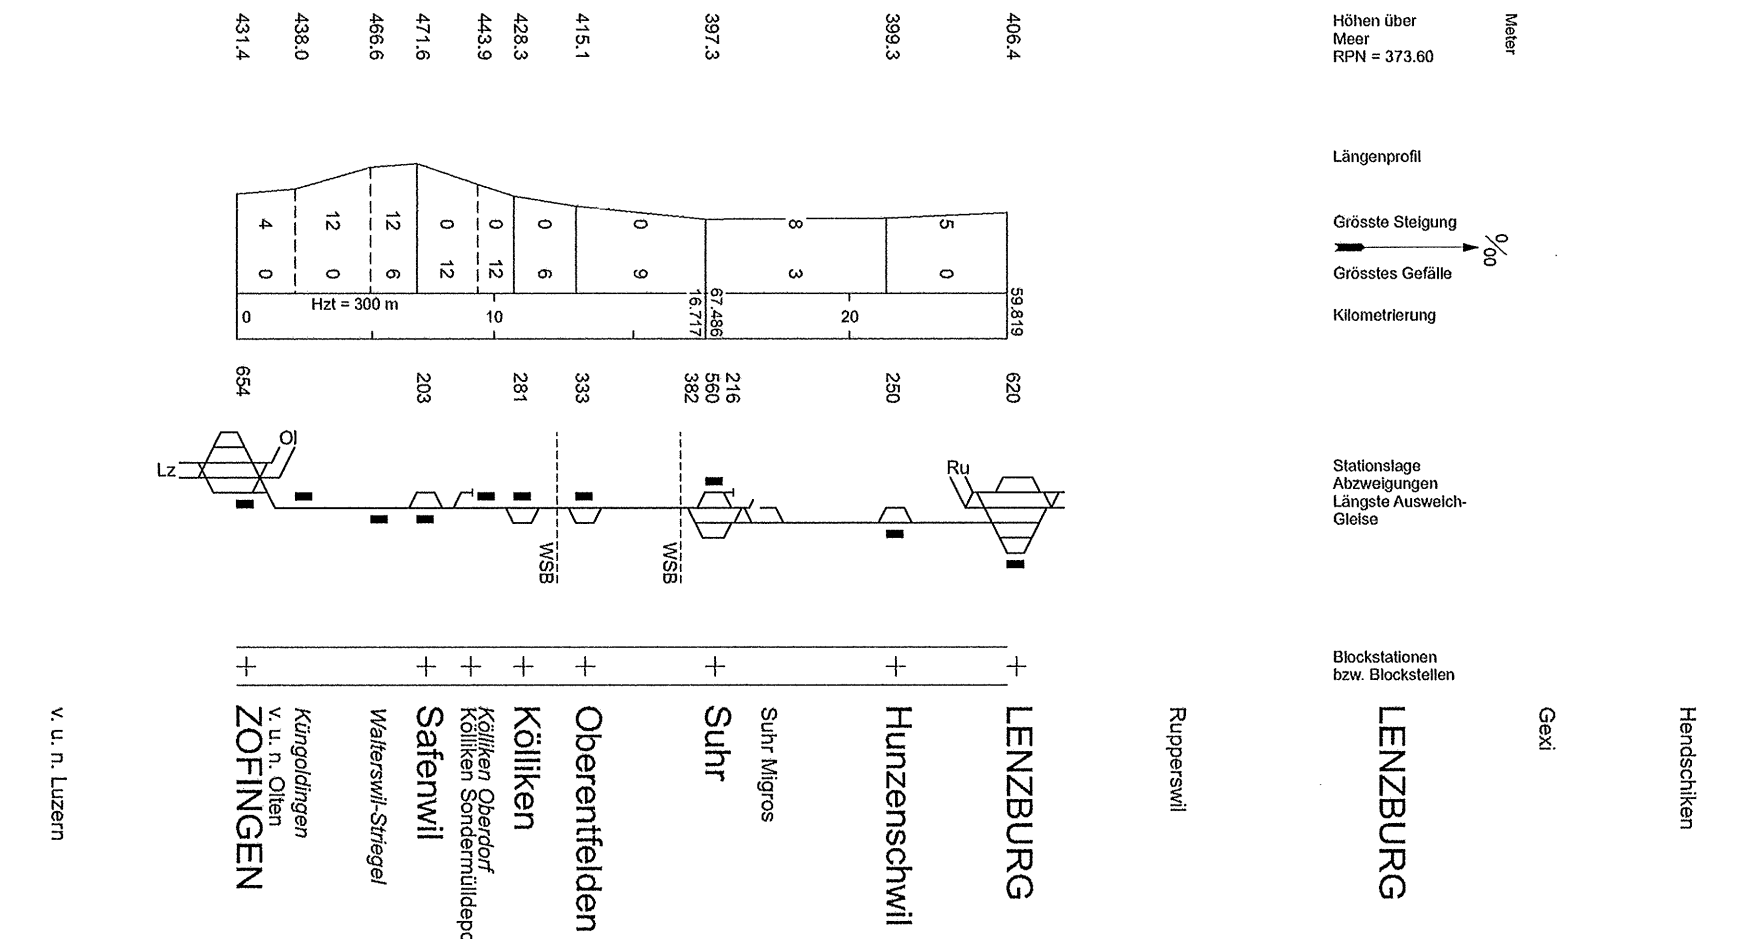 431.4
438.0
466.6
471.6
443.9
428.3
415.1
397.3
399.3
406.4
Höhen über
Meer
RPN = 373.60
Meter
Längenprofil
4
12
12
0
0
0
0
8
5
Grösste Steigung
0/00
0
0
6
12
12
6
9
3
0
Grösstes Gefälle
Hzt = 300 m
0
10
16.717
67.486
20
59.819
Kilometrierung
654
203
281
333
382
560
216
250
620
Lz
Ol
WSB
WSB
Ru
Stationslage
Abzweigungen
Längste Ausweich-
Gleise
Blockstationen
bzw. Blockstellen
v. u. n. Luzern
ZOFINGEN
v. u. n. Olten
Küngoldingen
Walterswil-Striegel
Safenwil
Kölliken Sondermülldepo
Kölliken Oberdorf
Kölliken
Oberentfelden
Suhr
Suhr Migros
Hunzenschwil
LENZBURG
Rupperswil
LENZBURG
Gexi
Hendschiken